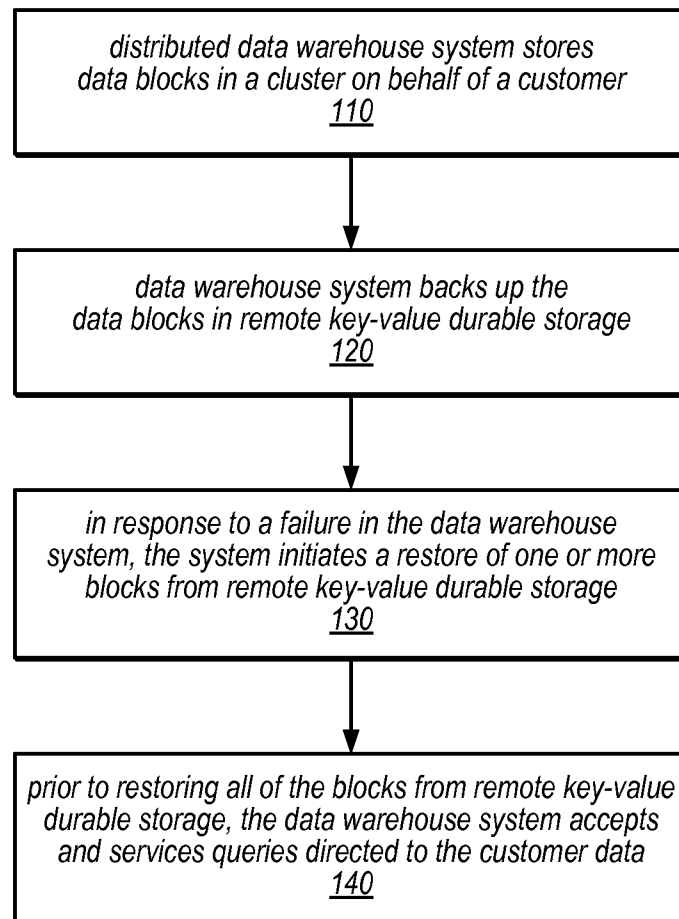 distributed data warehouse system stores
data blocks in a cluster on behalf of a customer
110
data warehouse system backs up the
data blocks in remote key-value durable storage
120
in response to a failure in the data warehouse
system, the system initiates a restore of one or more
blocks from remote key-value durable storage
130
prior to restoring all of the blocks from remote key-value
durable storage, the data warehouse system accepts
and services queries directed to the customer data
140